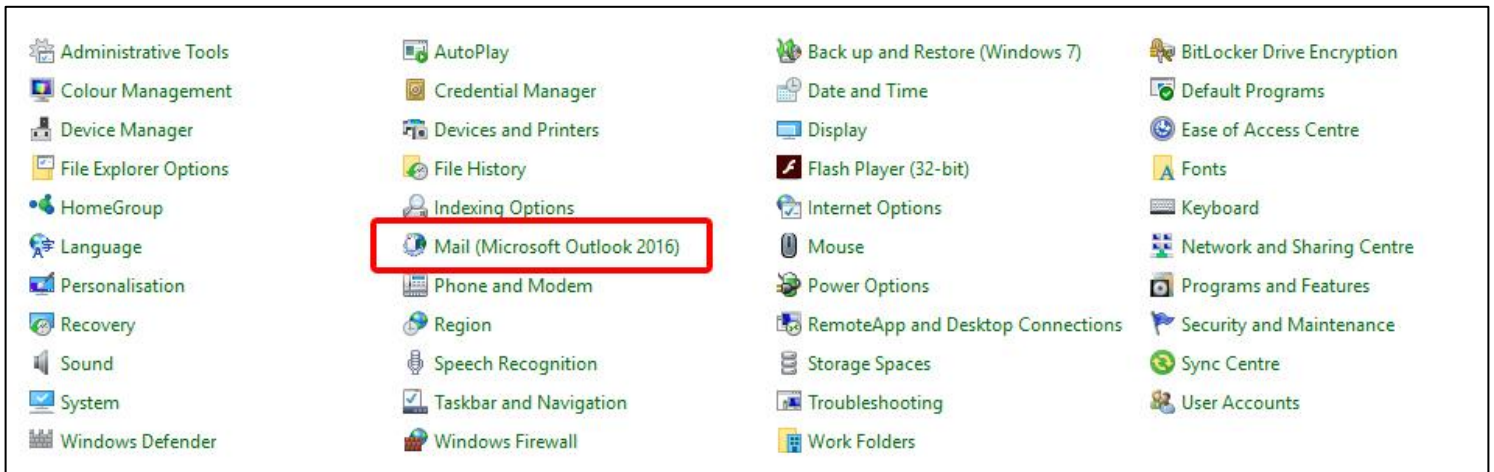 Administrative Tools
AutoPlay
Back up and Restore (Windows 7)
BitLocker Drive Encryption
Colour Management
Credential Manager
Date and Time
Default Programs
Device Manager
Devices and Printers
Display
Ease of Access Centre
File Explorer Options
File History
Flash Player (32-bit)
Fonts
HomeGroup
Indexing Options
Internet Options
Keyboard
Language
Mail (Microsoft Outlook 2016)
Mouse
Network and Sharing Centre
Personalisation
Phone and Modem
Power Options
Programs and Features
Recovery
Region
RemoteApp and Desktop Connections
Security and Maintenance
Sound
Speech Recognition
Storage Spaces
Sync Centre
System
Taskbar and Navigation
Troubleshooting
User Accounts
Windows Defender
Windows Firewall
Work Folders